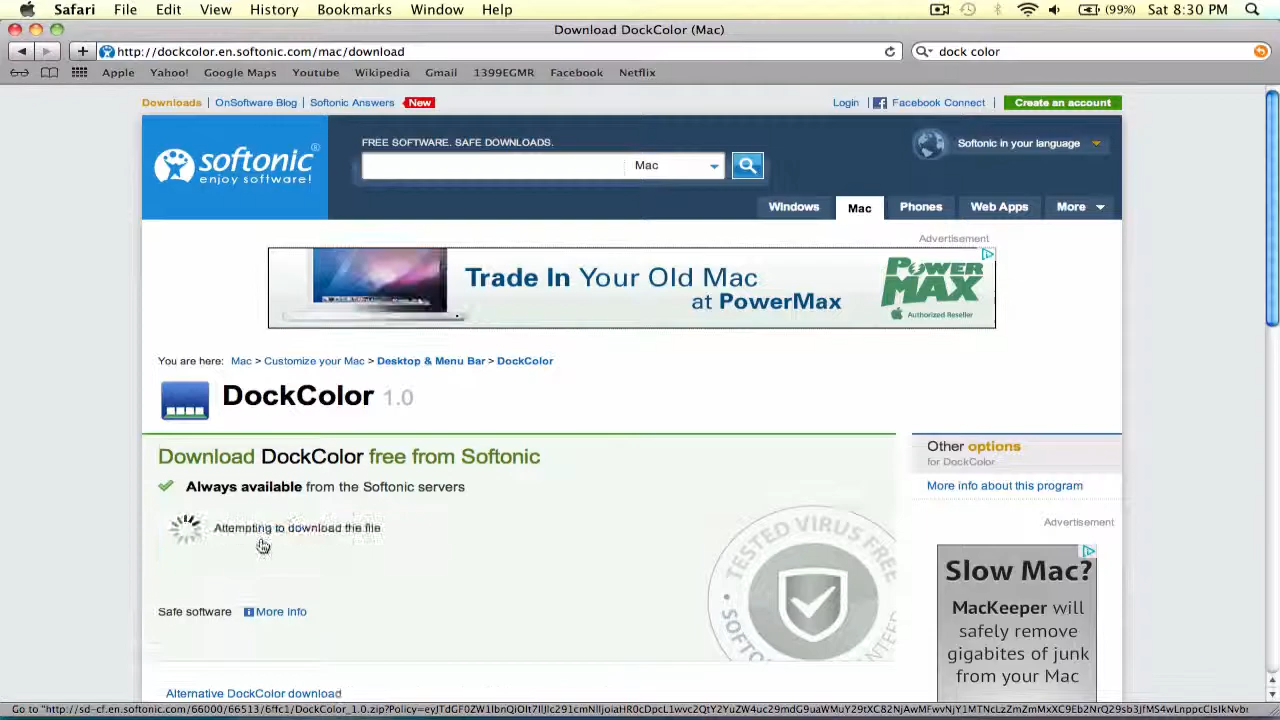 Safari File Edit View History Bookmarks Window Help (99%) Sat 8:30 PM
Download DockColor (Mac)
http://dockcolor.en.softonic.com/mac/download dock color
Apple Yahoo! Google Maps Youtube Wikipedia Gmail 1399EGMR Facebook Netflix
Downloads OnSoftware Blog Softonic Answers New Login Facebook Connect Create an account
softonic®
enjoy software!
FREE SOFTWARE. SAFE DOWNLOADS.
Mac
Softonic in your language
Windows Mac Phones Web Apps More
Advertisement
Trade In Your Old Mac
at PowerMax
POWER
MAX
Authorized Reseller
You are here: Mac > Customize your Mac > Desktop & Menu Bar > DockColor
DockColor 1.0
Download DockColor free from Softonic
Always available from the Softonic servers
Attempting to download the file
TESTED VIRUS FREE
Safe software i More info
Alternative DockColor download
Other options
for DockColor
More info about this program
Advertisement
Slow Mac?
MacKeeper will
safely remove
gigabytes of junk
from your Mac